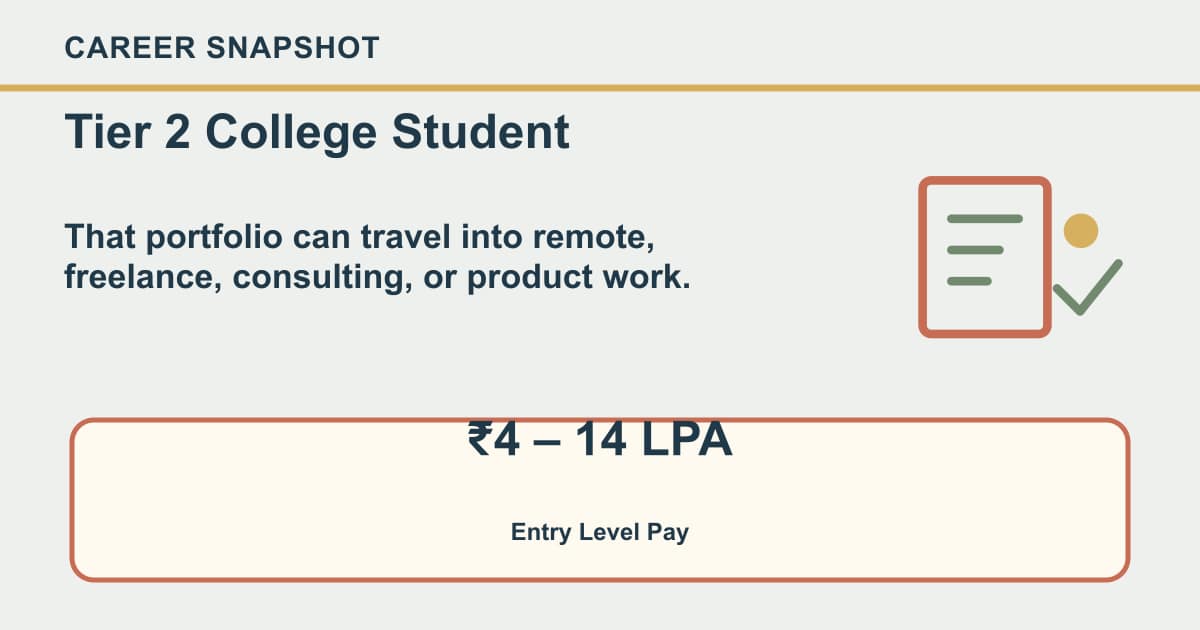 CAREER SNAPSHOT
Tier 2 College Student
That portfolio can travel into remote,
freelance, consulting, or product work.
₹4 – 14 LPA
Entry Level Pay